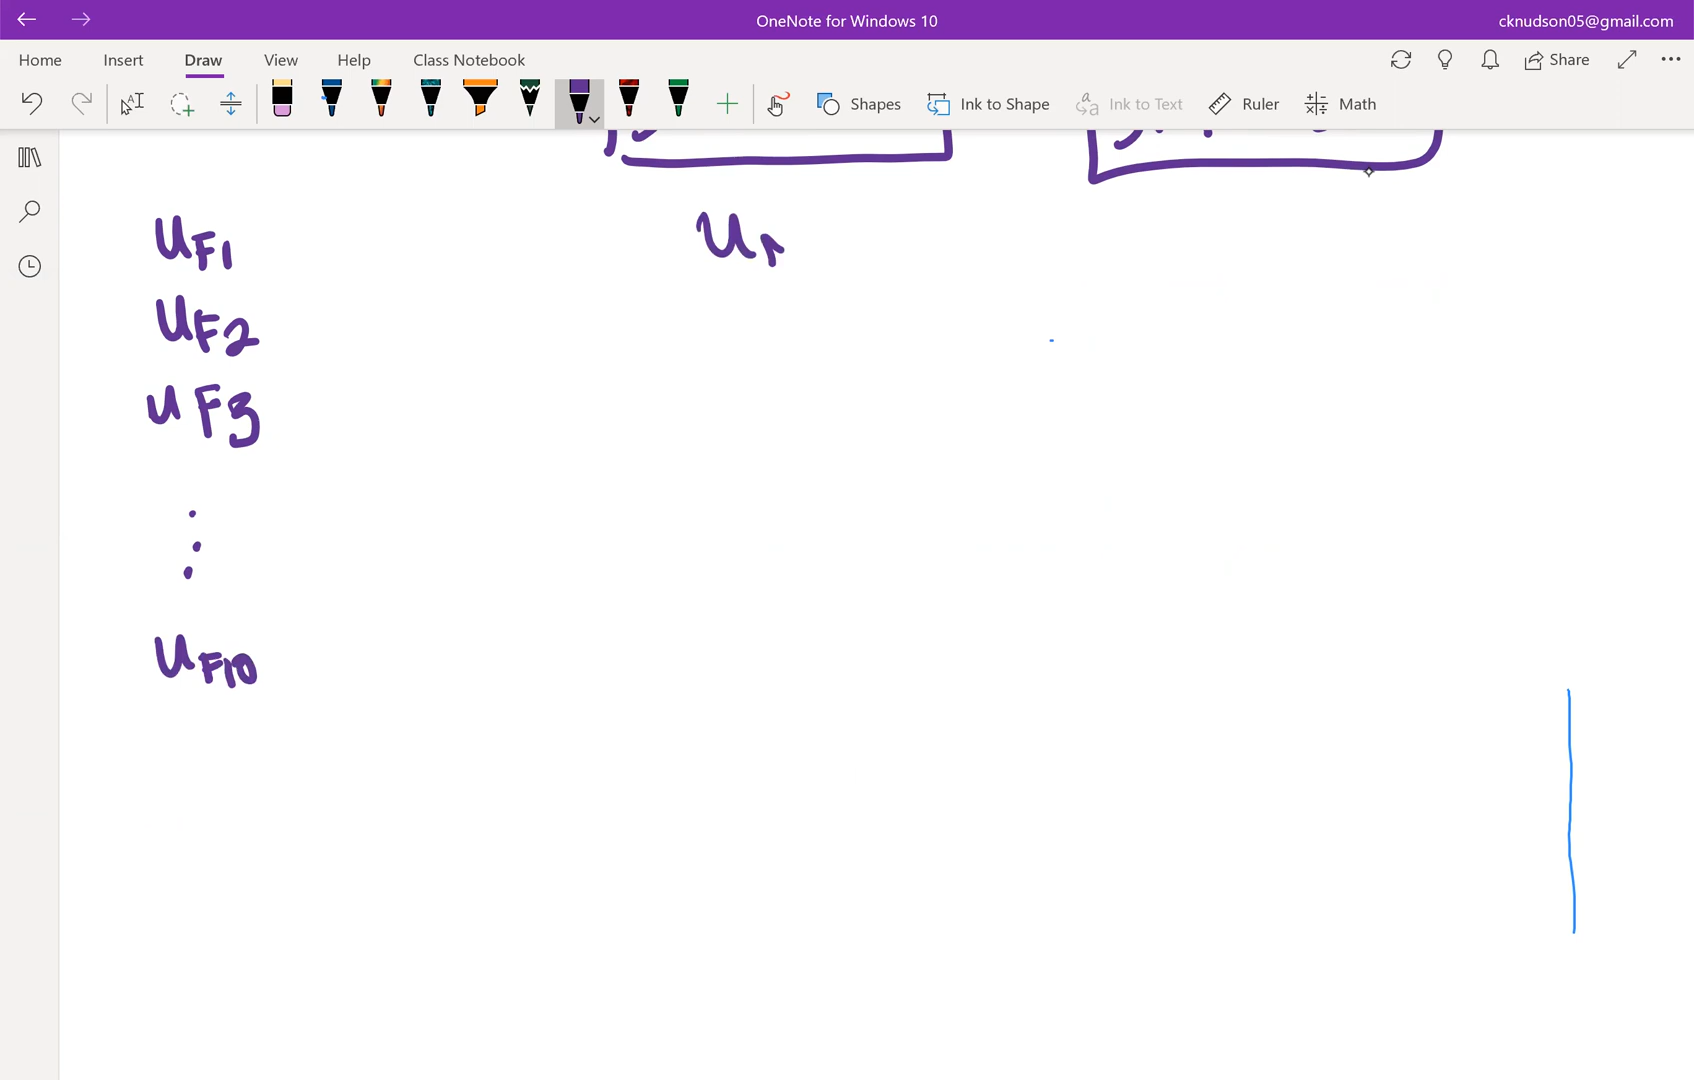 OneNote for Windows 10
cknudson05@gmail.com
Home Insert Draw View Help Class Notebook Share
Shapes Ink to Shape Ink to Text Ruler Math
uF1
uF2
uF3
uF10